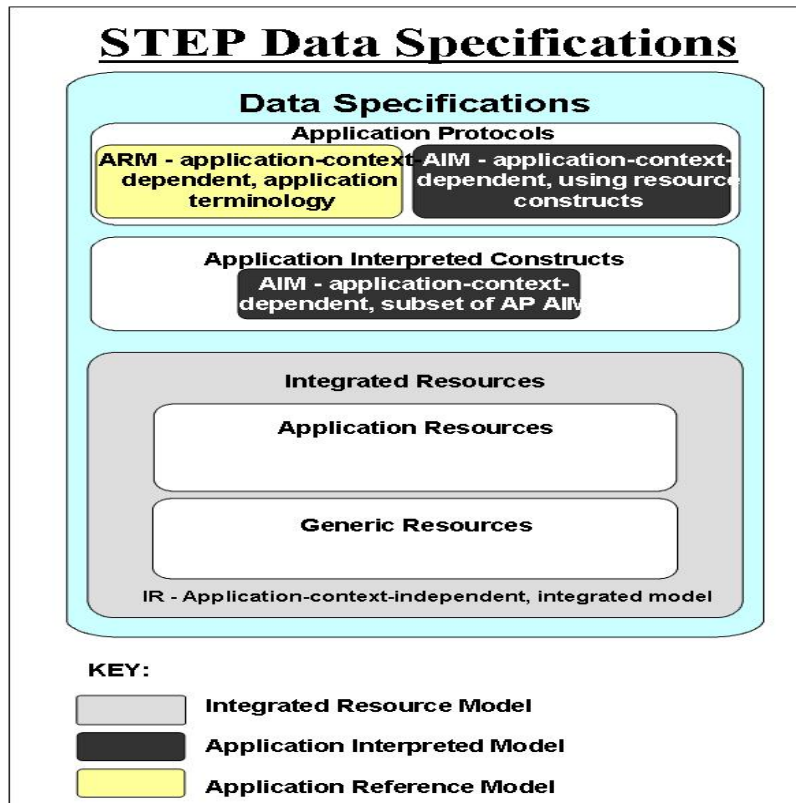 STEP Data Specifications
Data Specifications
Application Protocols
ARM - application-context-
dependent, application
terminology
AIM - application-context-
dependent, using resource
constructs
Application Interpreted Constructs
AIM - application-context-
dependent, subset of AP AIM
Integrated Resources
Application Resources
Generic Resources
IR - Application-context-independent, integrated model
KEY:
Integrated Resource Model
Application Interpreted Model
Application Reference Model